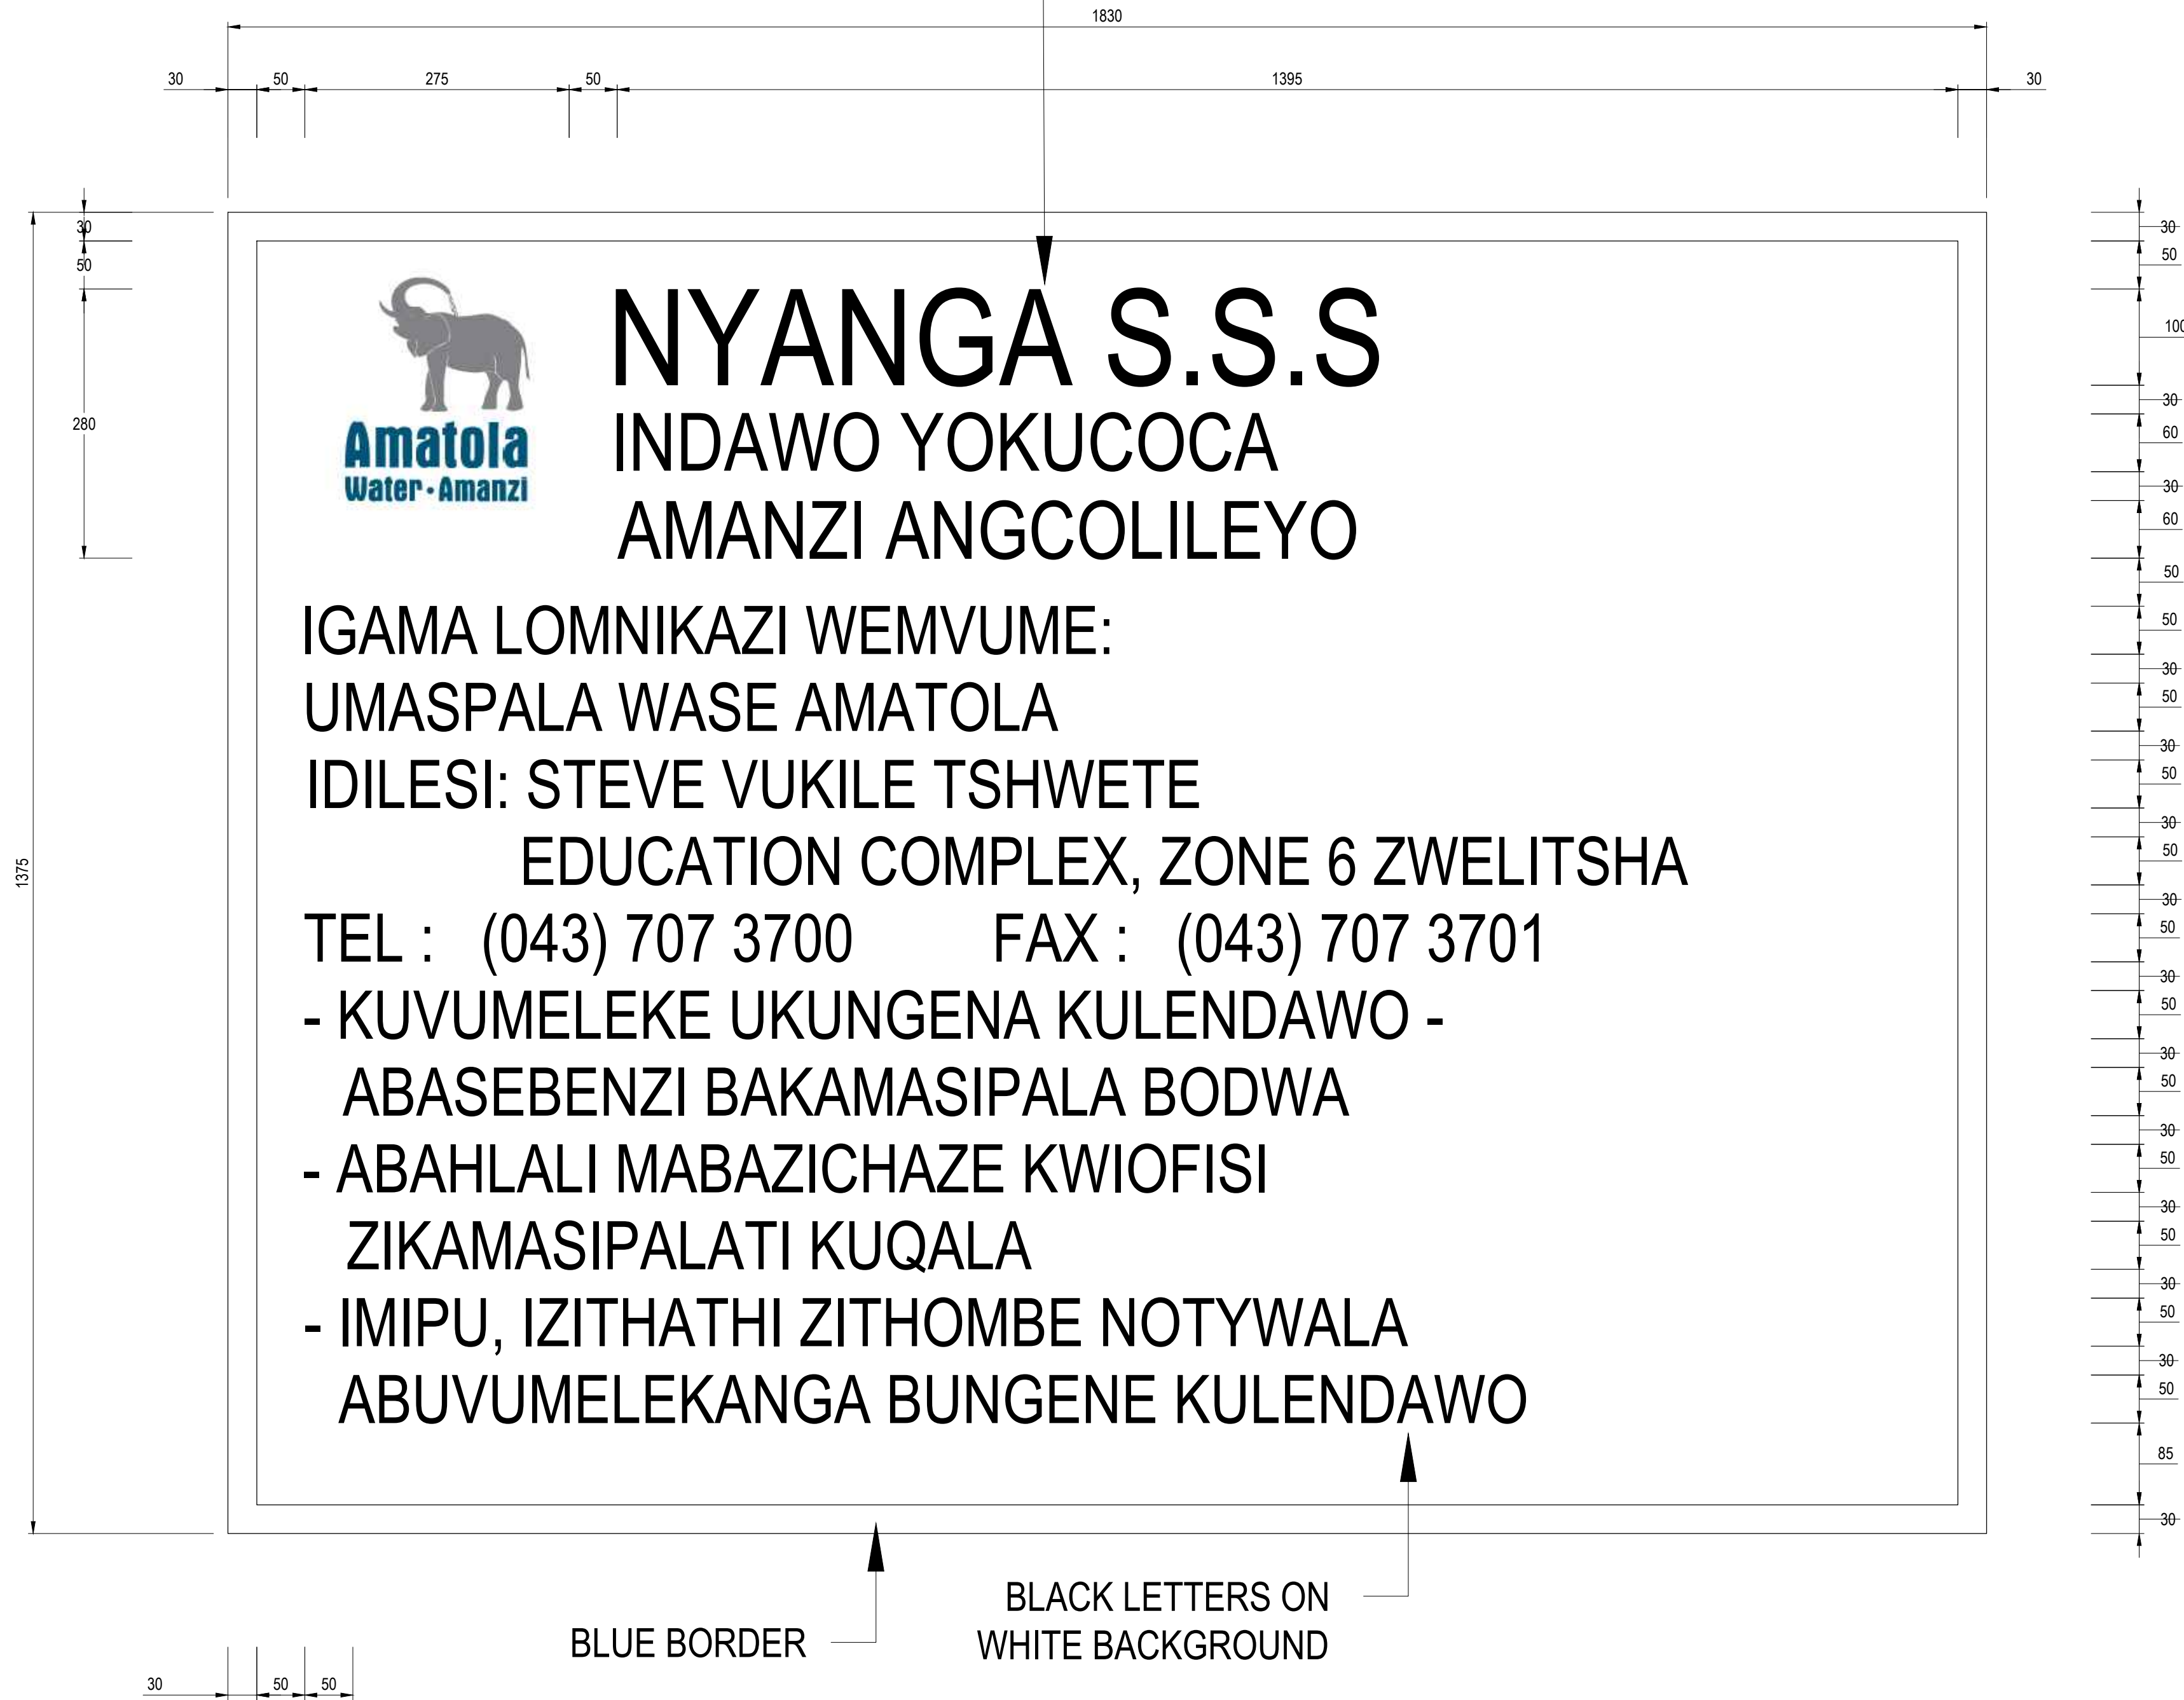 1830
30 50 275 50 1395 30
30
50
280
1375
Amatola
Water·Amanzi
NYANGA S.S.S
INDAWO YOKUCOCA
AMANZI ANGCOLILEYO
IGAMA LOMNIKAZI WEMVUME:
UMASPALA WASE AMATOLA
IDILESI: STEVE VUKILE TSHWETE
EDUCATION COMPLEX, ZONE 6 ZWELITSHA
TEL : (043) 707 3700 FAX : (043) 707 3701
- KUVUMELEKE UKUNGENA KULENDAWO -
ABASEBENZI BAKAMASIPALA BODWA
- ABAHLALI MABAZICHAZE KWIOFISI
ZIKAMASIPALATI KUQALA
- IMIPU, IZITHATHI ZITHOMBE NOTYWALA
ABUVUMELEKANGA BUNGENE KULENDAWO
30
50
100
30
60
30
60
50
50
30
50
30
50
30
50
30
50
30
50
30
50
30
50
30
50
30
50
30
50
85
30
BLUE BORDER
BLACK LETTERS ON
WHITE BACKGROUND
30 50 50